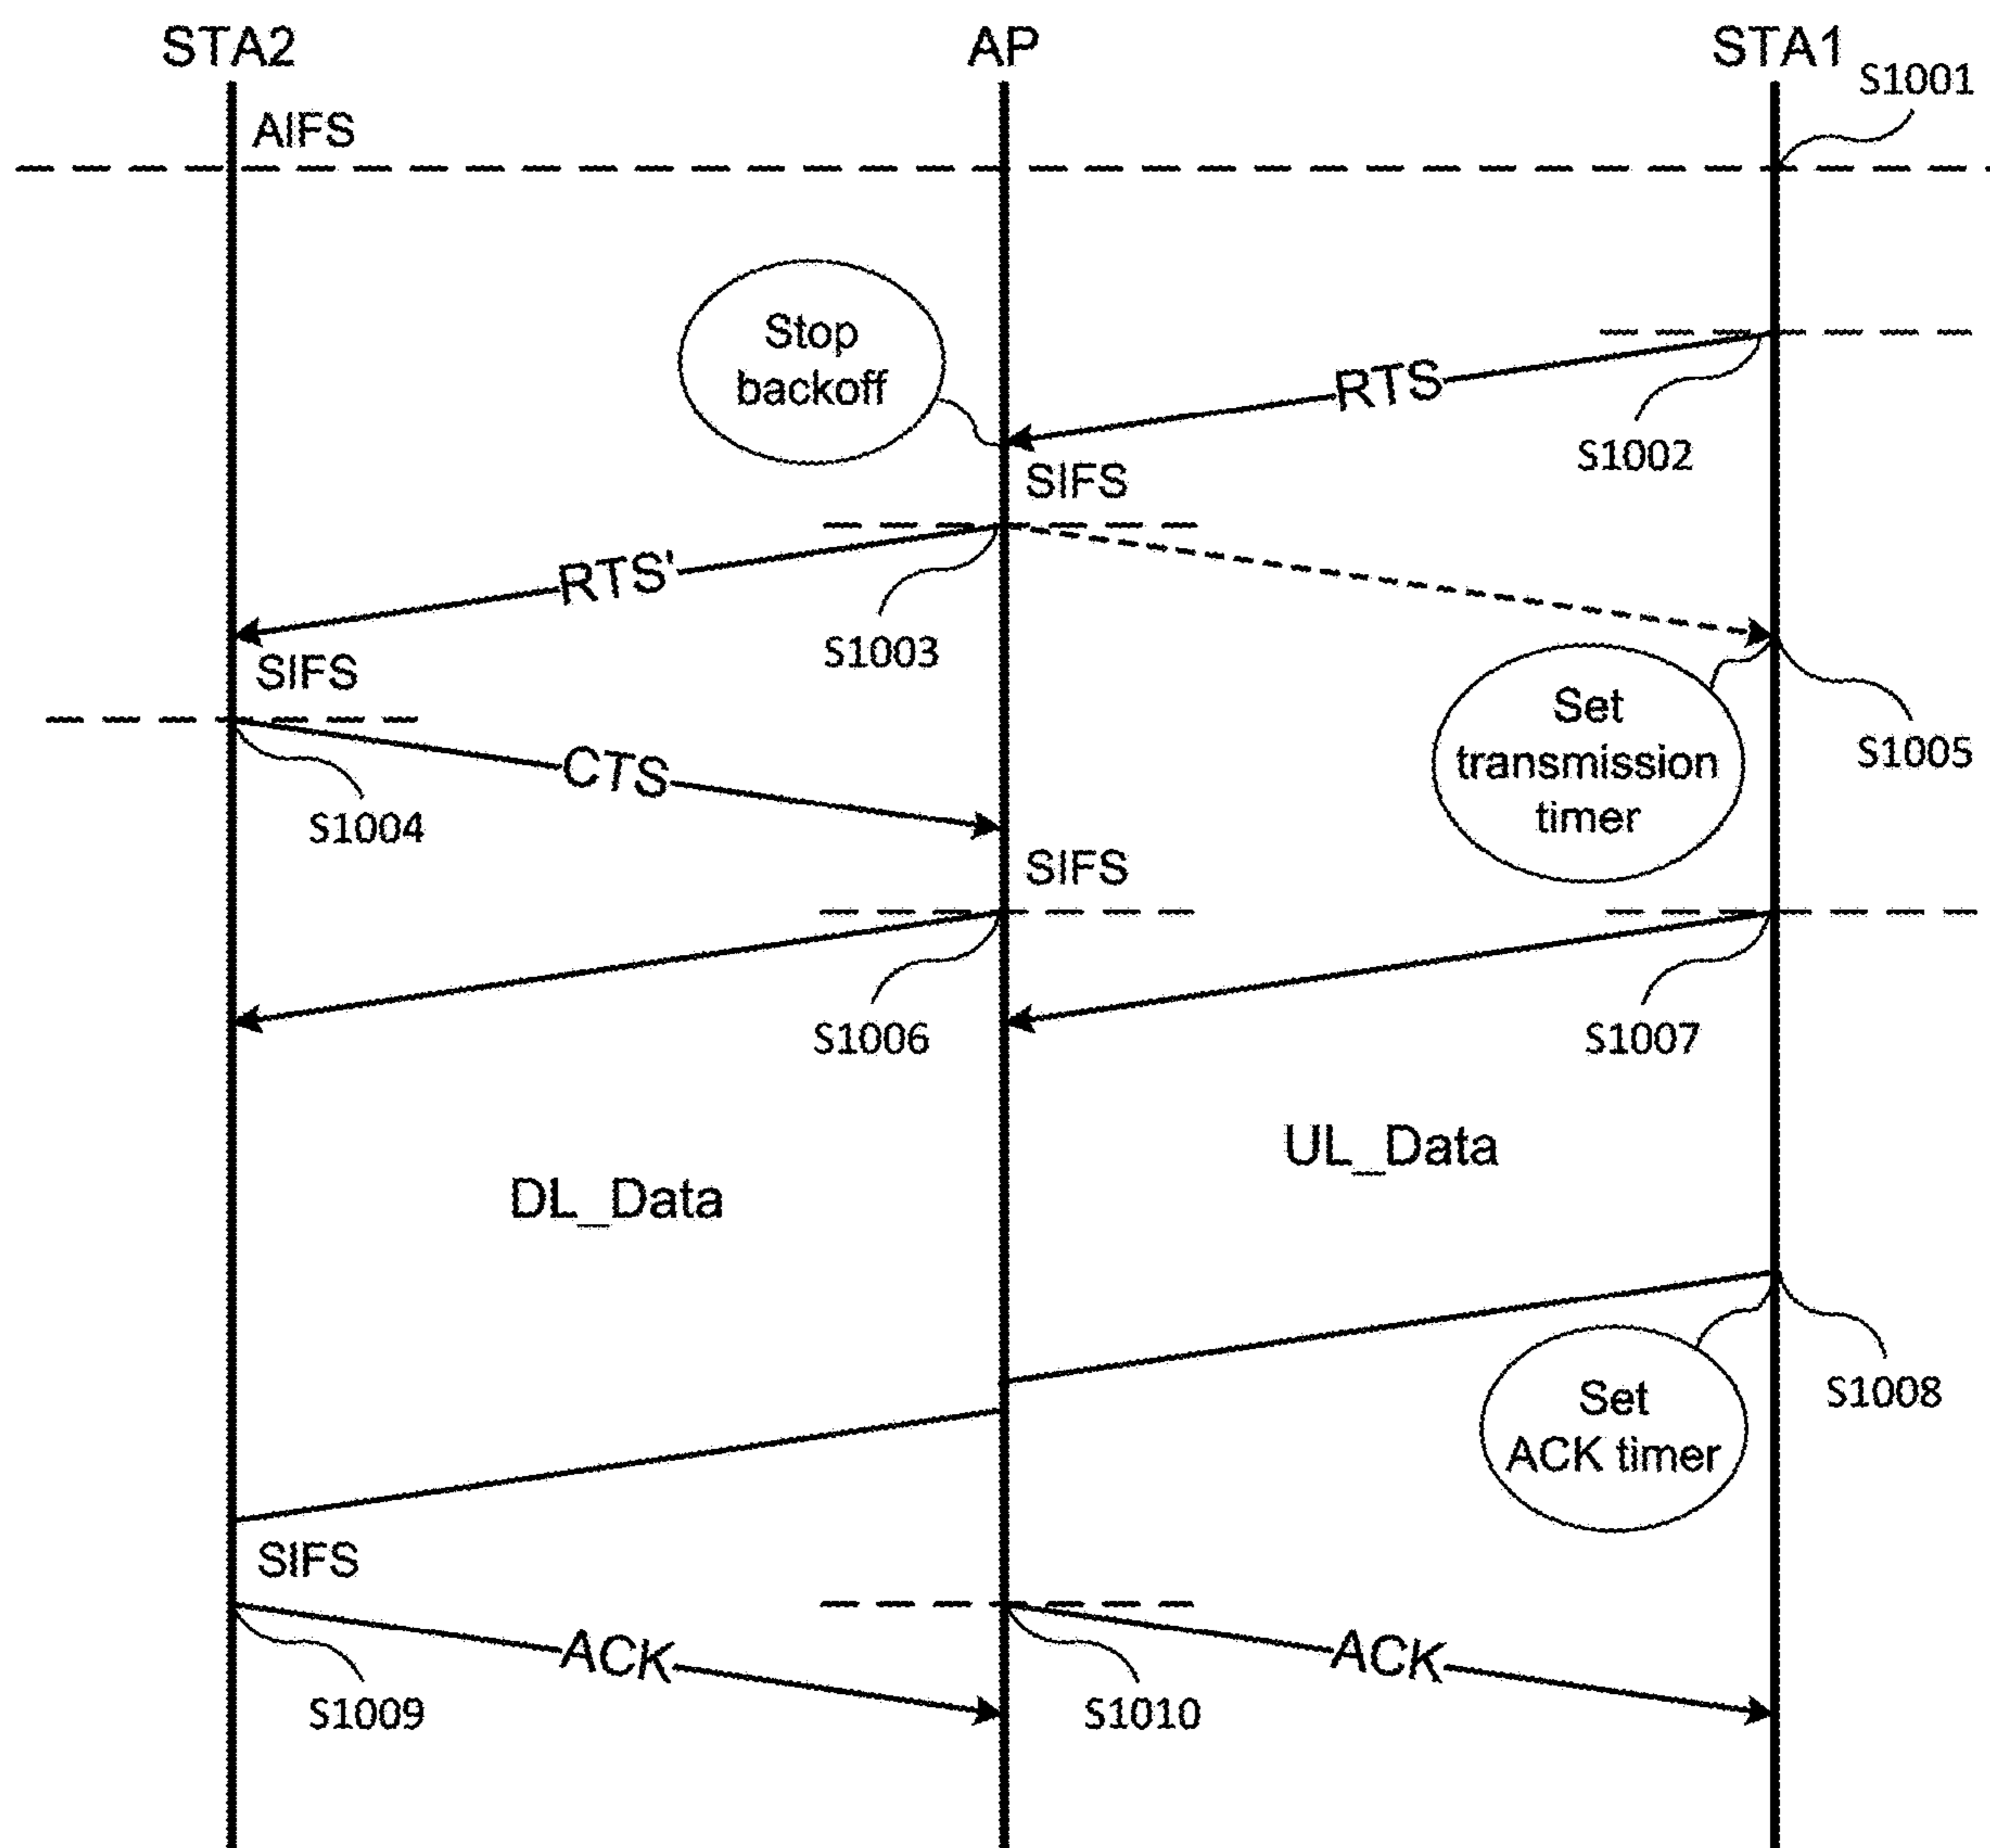 STA2
AP
STA1
S1001
AIFS
Stop
backoff
RTS
S1002
SIFS
RTS'
S1003
SIFS
Set
transmission
timer
S1005
CTS
S1004
SIFS
S1006
S1007
UL_Data
DL_Data
Set
ACK timer
S1008
SIFS
ACK
ACK
S1009
S1010